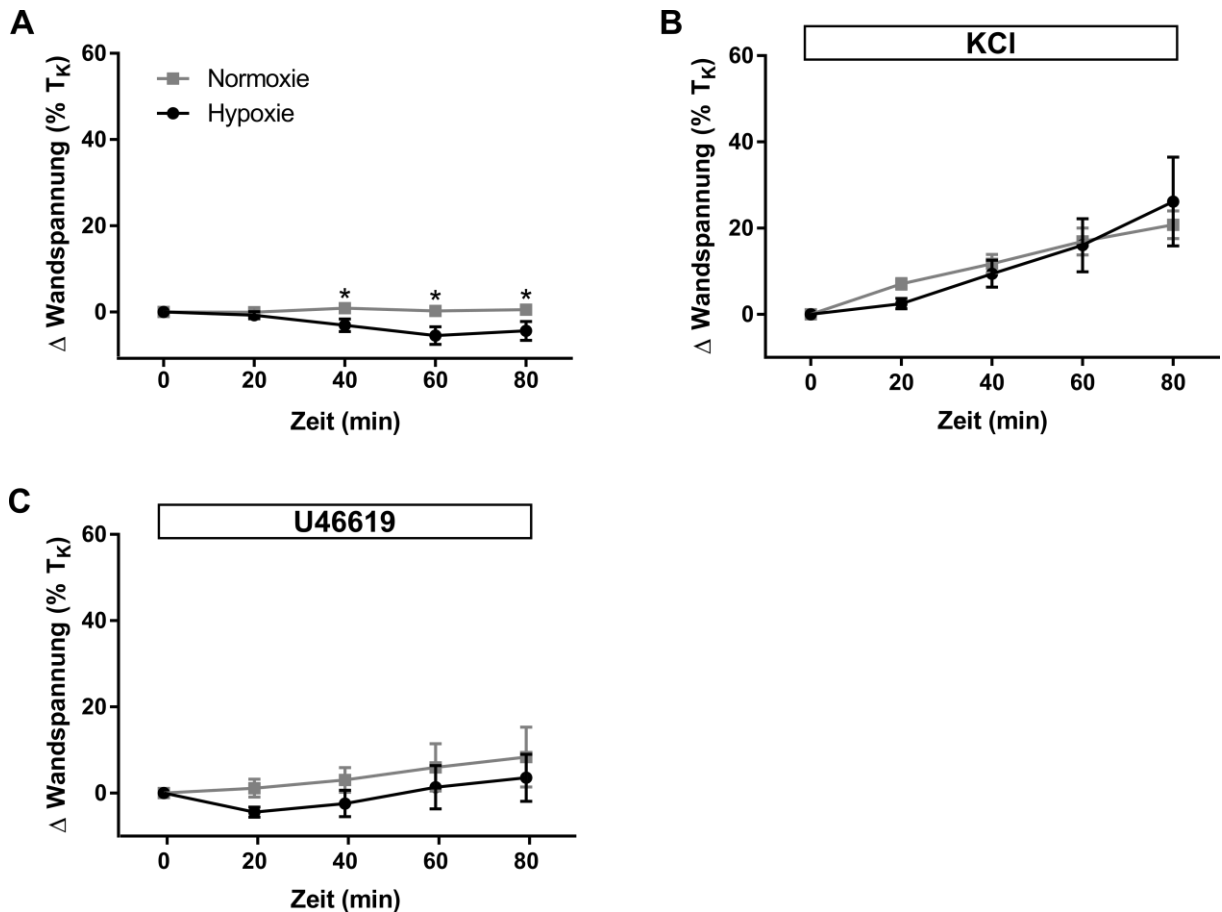 A
Δ Wandspannung (% TK)
60
40
20
0
Normoxie
Hypoxie
* * *
0 20 40 60 80
Zeit (min)
B
KCl
Δ Wandspannung (% TK)
60
40
20
0
0 20 40 60 80
Zeit (min)
C
U46619
Δ Wandspannung (% TK)
60
40
20
0
0 20 40 60 80
Zeit (min)